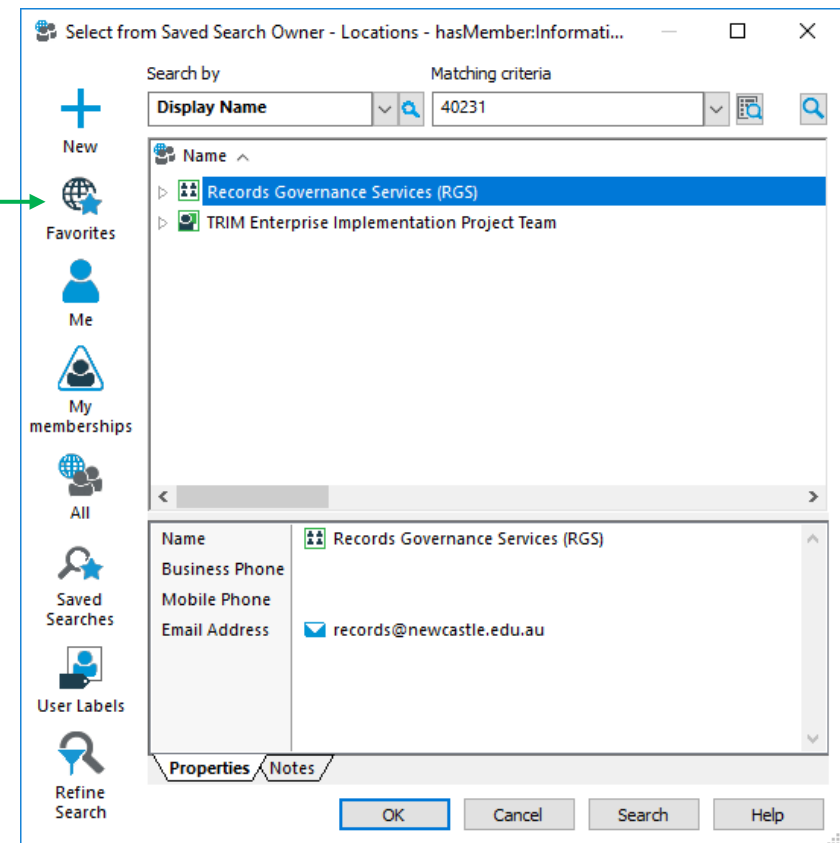 Select from Saved Search Owner - Locations - hasMember:Informati...
Search by
Matching criteria
Display Name
40231
New
Favorites
Me
My
memberships
All
Saved
Searches
User Labels
Refine
Search
Name
Records Governance Services (RGS)
TRIM Enterprise Implementation Project Team
Name
Records Governance Services (RGS)
Business Phone
Mobile Phone
Email Address
records@newcastle.edu.au
Properties
Notes
OK
Cancel
Search
Help